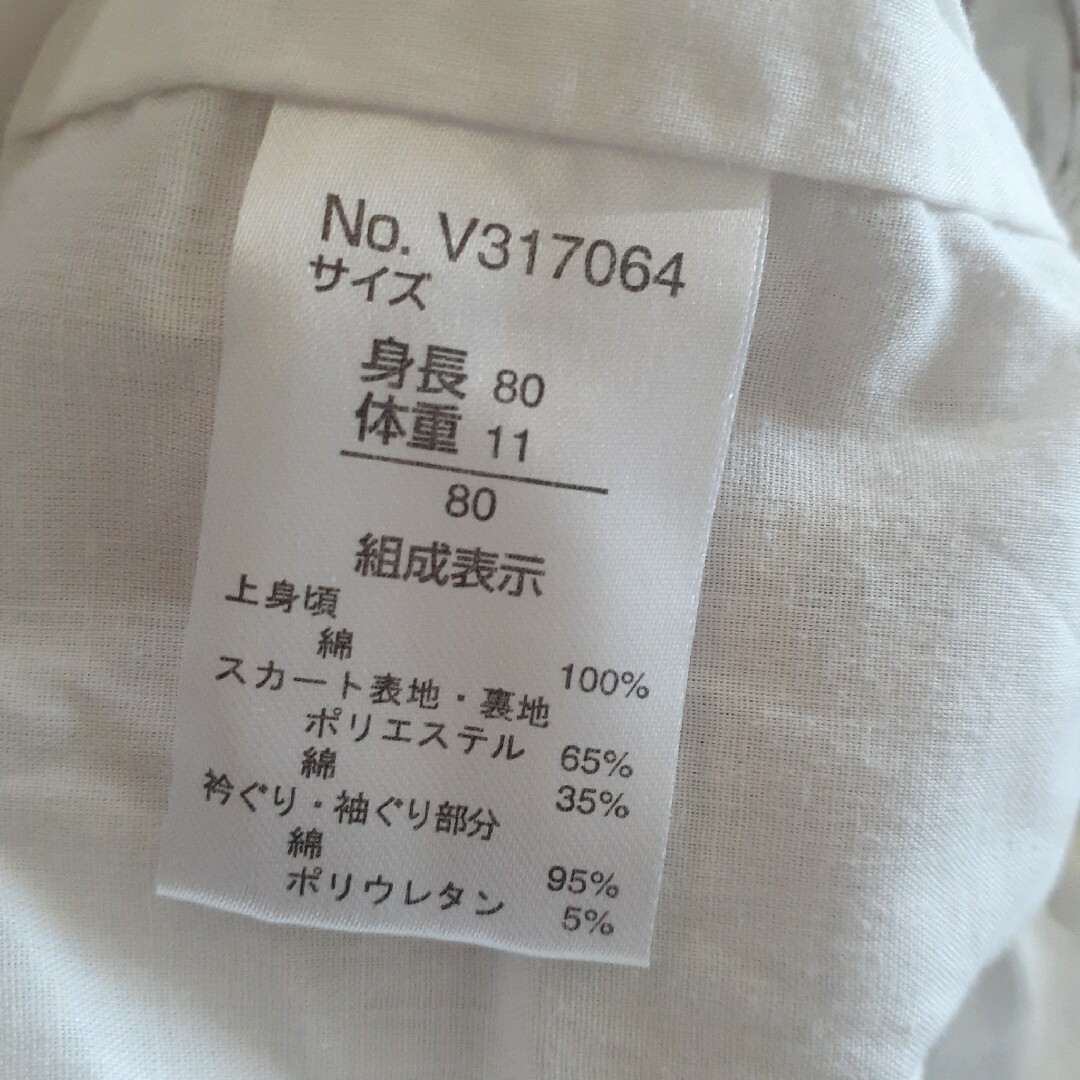 No. V317064
サイズ
身長 80
体重 11
80
組成表示
上身頃
綿 100%
スカート表地・裏地
ポリエステル 65%
綿 35%
衿ぐり・袖ぐり部分
綿 95%
ポリウレタン 5%